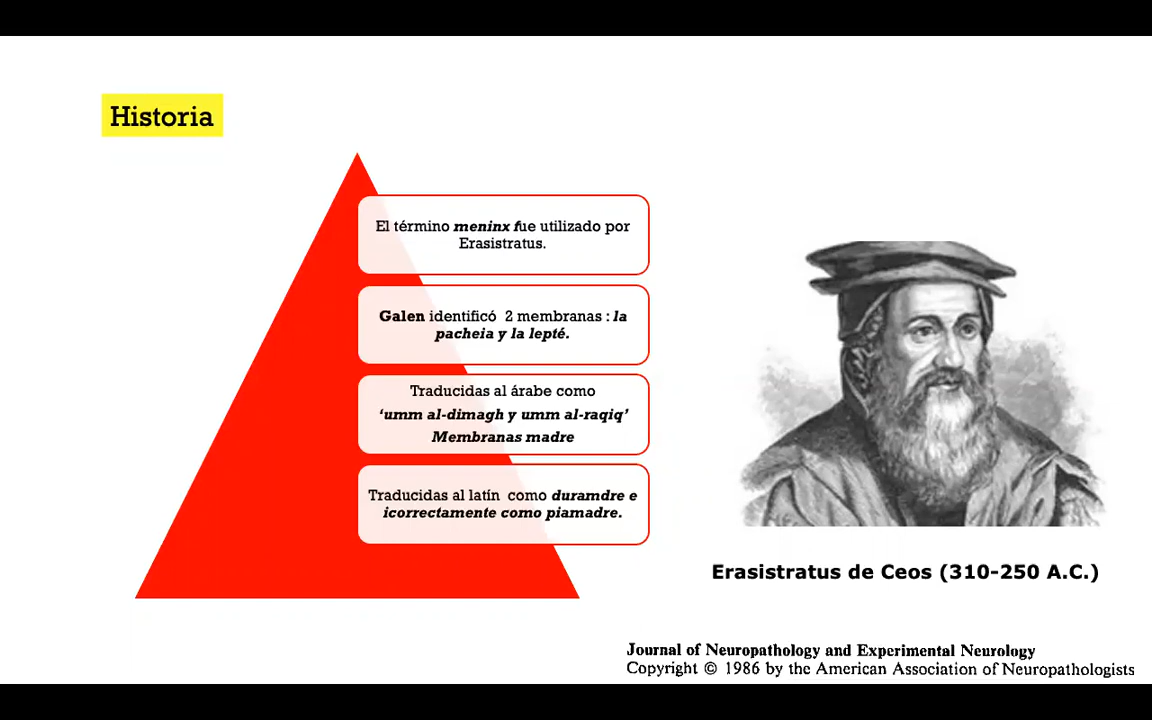 Historia
El término meninx fue utilizado por
Erasistratus.
Galen identificó 2 membranas : la
pacheia y la lepté.
Traducidas al árabe como
‘umm al-dimagh y umm al-raqiq’
Membranas madre
Traducidas al latín como duramdre e
icorrectamente como piamadre.
Erasistratus de Ceos (310-250 A.C.)
Journal of Neuropathology and Experimental Neurology
Copyright © 1986 by the American Association of Neuropathologists